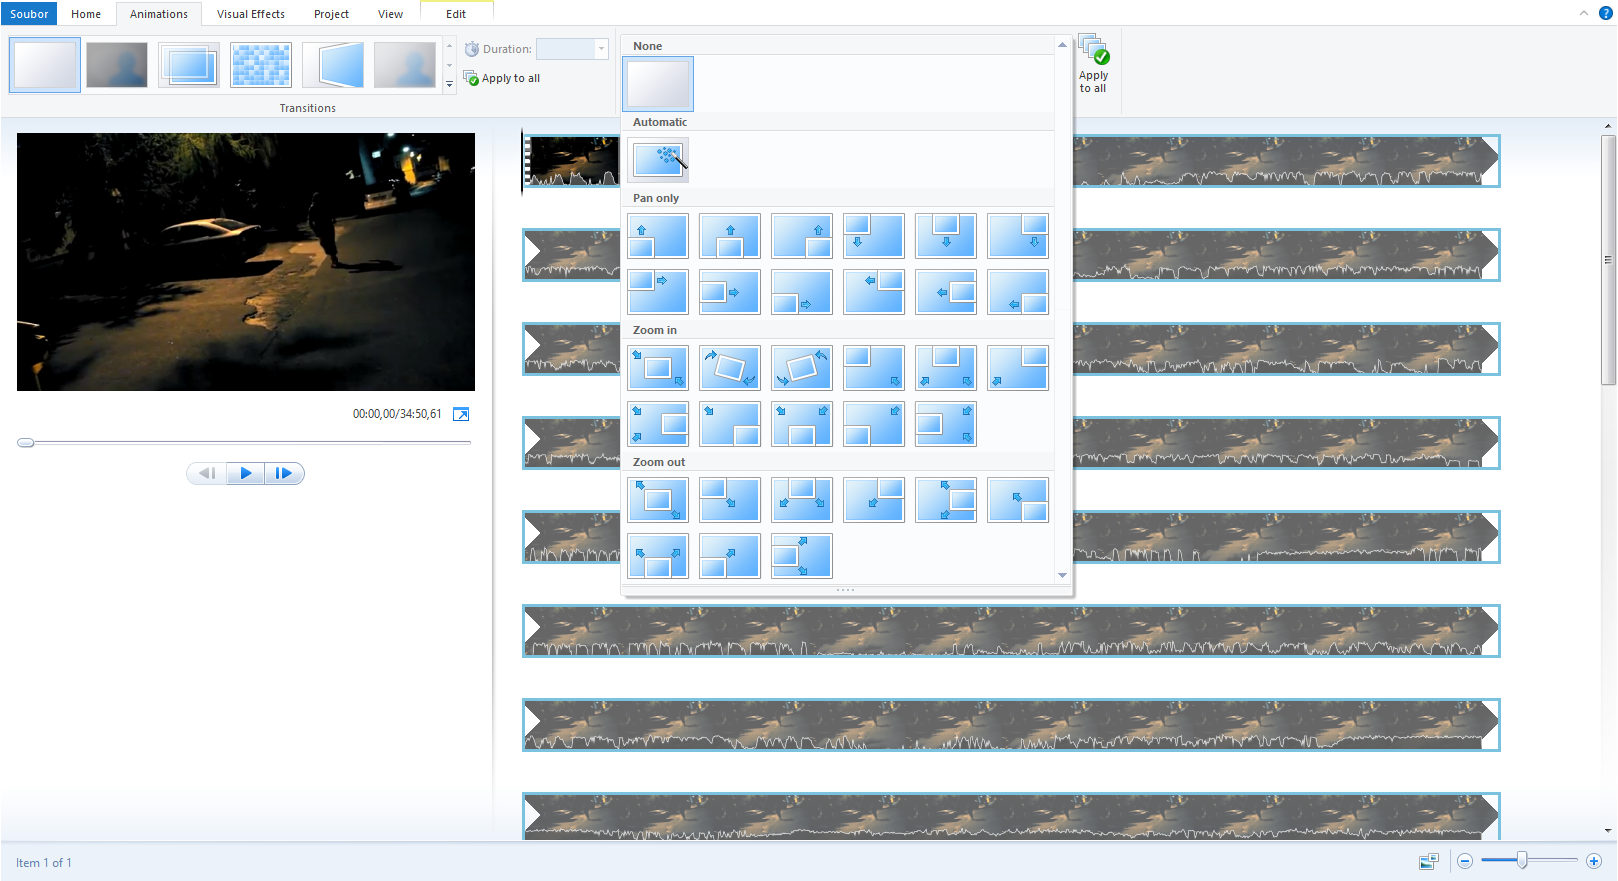 Soubor
Home
Animations
Visual Effects
Project
View
Edit
Duration:
Apply to all
Transitions
None
Automatic
Pan only
Zoom in
Zoom out
Apply
to all
00:00,00/34:50,61
Item 1 of 1